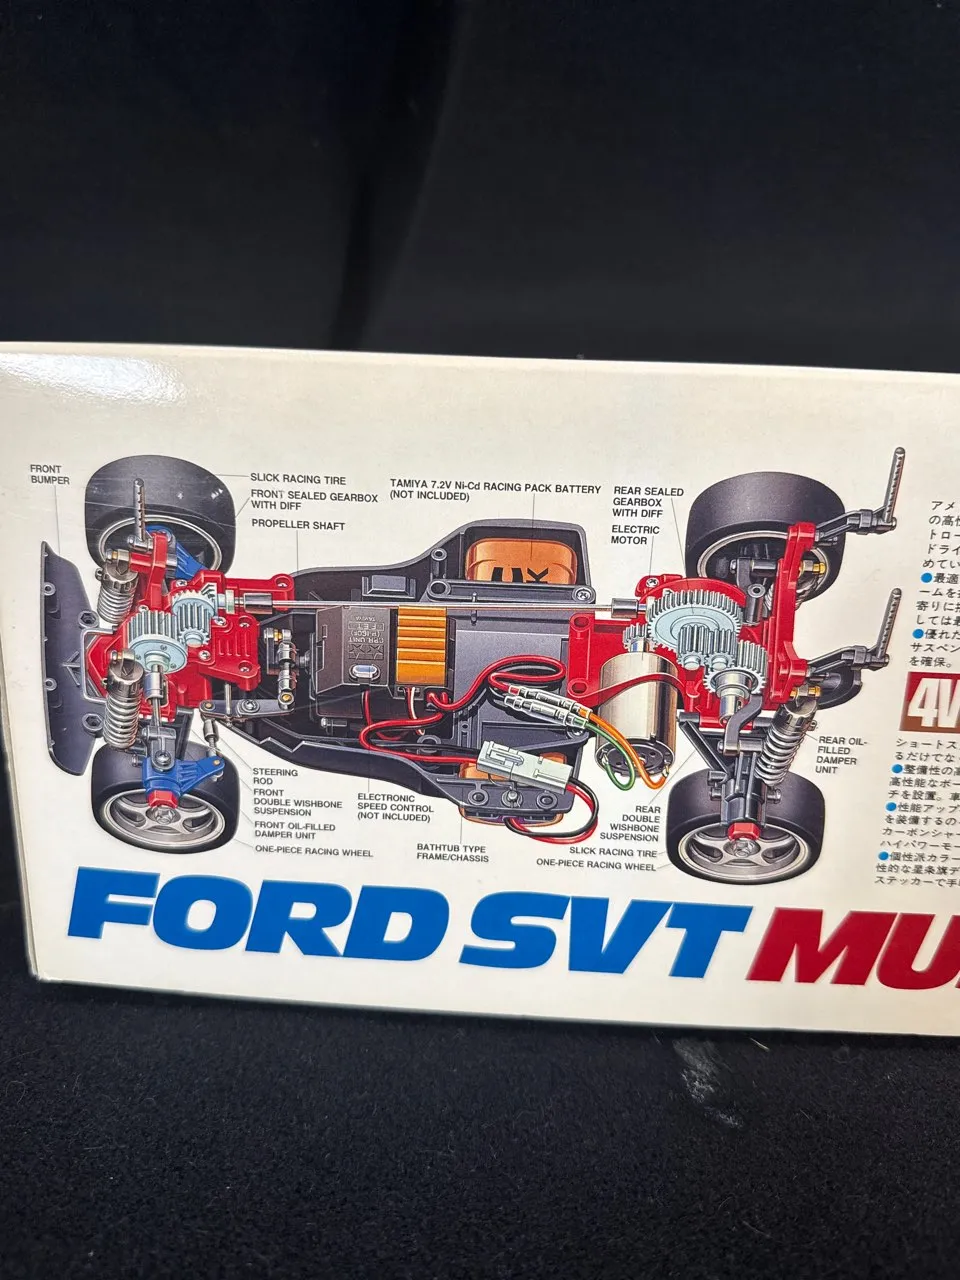 FRONT
BUMPER
SLICK RACING TIRE
FRONT SEALED GEARBOX
WITH DIFF
PROPELLER SHAFT
TAMIYA 7.2V Ni-Cd RACING PACK BATTERY
(NOT INCLUDED)
REAR SEALED
GEARBOX
WITH DIFF
ELECTRIC
MOTOR
STEERING
ROD
FRONT
DOUBLE WISHBONE
SUSPENSION
FRONT OIL-FILLED
DAMPER UNIT
ONE-PIECE RACING WHEEL
ELECTRONIC
SPEED CONTROL
(NOT INCLUDED)
BATHTUB TYPE
FRAME/CHASSIS
REAR
DOUBLE
WISHBONE
SUSPENSION
SLICK RACING TIRE
ONE-PIECE RACING WHEEL
REAR OIL-
FILLED
DAMPER
UNIT
アメ
の高性
トロー
ドライ
めてい
●最適
ームを
寄りに
しては最
●優れた
サスペン
を確保。
4W
ショートス
るだけでな
●整備性の高
高性能なボー
チを設置。車
●性能アップ
を装備するの
カーボンシャー
ハイパワーモー
●個性派カラー
性的な星条旗デ
ステッカーで手
FORD SVT MU